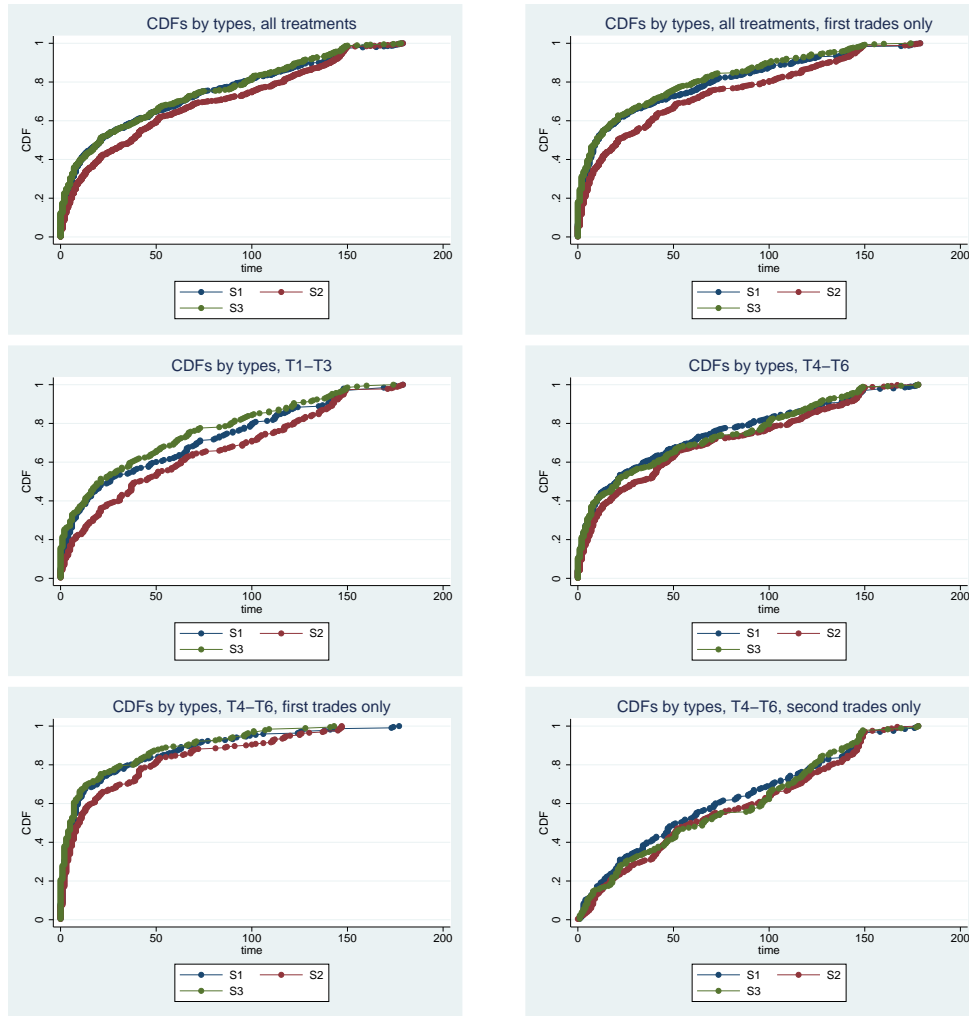 CDFs by types, all treatments
CDF
0 .2 .4 .6 .8 1
0 50 100 150 200
time
S1 S2
S3
CDFs by types, all treatments, first trades only
CDF
0 .2 .4 .6 .8 1
0 50 100 150 200
time
S1 S2
S3
CDFs by types, T1−T3
CDF
0 .2 .4 .6 .8 1
0 50 100 150 200
time
S1 S2
S3
CDFs by types, T4−T6
CDF
0 .2 .4 .6 .8 1
0 50 100 150 200
time
S1 S2
S3
CDFs by types, T4−T6, first trades only
CDF
0 .2 .4 .6 .8 1
0 50 100 150 200
time
S1 S2
S3
CDFs by types, T4−T6, second trades only
CDF
0 .2 .4 .6 .8 1
0 50 100 150 200
time
S1 S2
S3